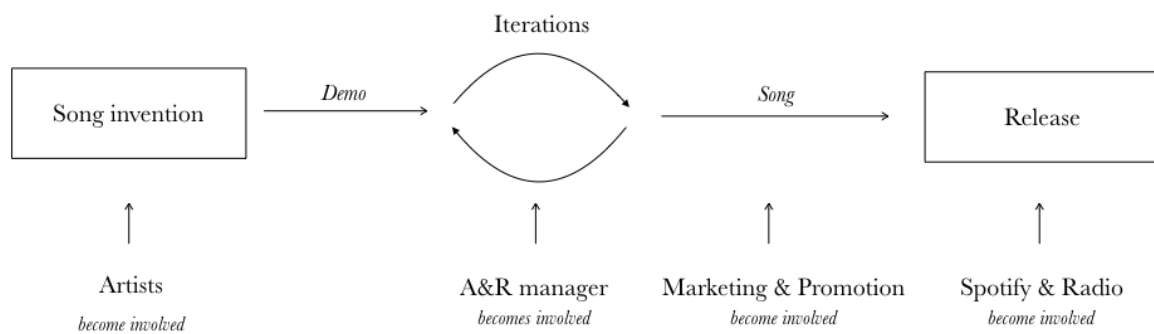 Iterations
Song invention
Demo
Song
Release
Artists
become involved
A&R manager
becomes involved
Marketing & Promotion
become involved
Spotify & Radio
become involved